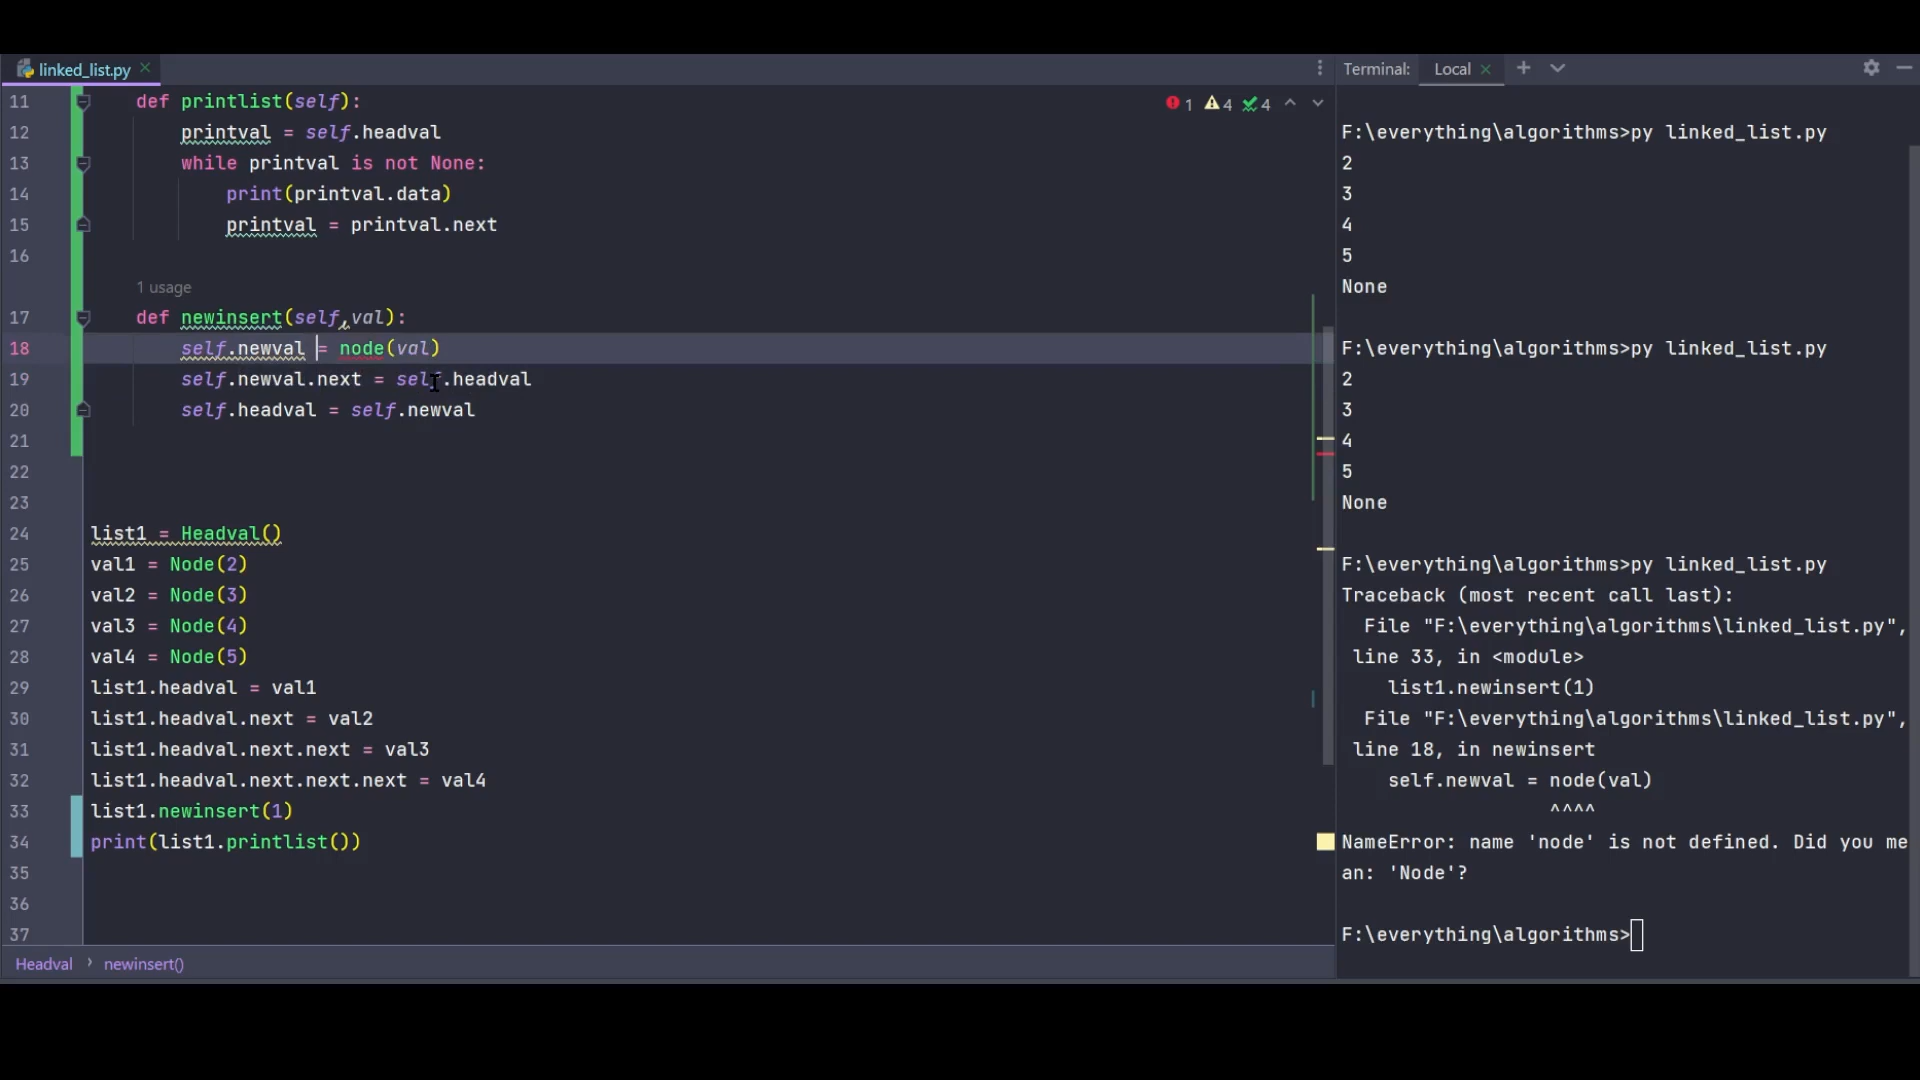 linked_list.py
11 def printlist(self):
12 printval = self.headval
13 while printval is not None:
14 print(printval.data)
15 printval = printval.next
16
1 usage
17 def newinsert(self,val):
18 self.newval = node(val)
19 self.newval.next = self.headval
20 self.headval = self.newval
21
22
23
24 list1 = Headval()
25 val1 = Node(2)
26 val2 = Node(3)
27 val3 = Node(4)
28 val4 = Node(5)
29 list1.headval = val1
30 list1.headval.next = val2
31 list1.headval.next.next = val3
32 list1.headval.next.next.next = val4
33 list1.newinsert(1)
34 print(list1.printlist())
35
36
37
1 4 4
Headval › newinsert()
Terminal: Local
F:\everything\algorithms>py linked_list.py
2
3
4
5
None
F:\everything\algorithms>py linked_list.py
2
3
4
5
None
F:\everything\algorithms>py linked_list.py
Traceback (most recent call last):
File "F:\everything\algorithms\linked_list.py",
line 33, in <module>
list1.newinsert(1)
File "F:\everything\algorithms\linked_list.py",
line 18, in newinsert
self.newval = node(val)
^^^^
NameError: name 'node' is not defined. Did you me
an: 'Node'?
F:\everything\algorithms>